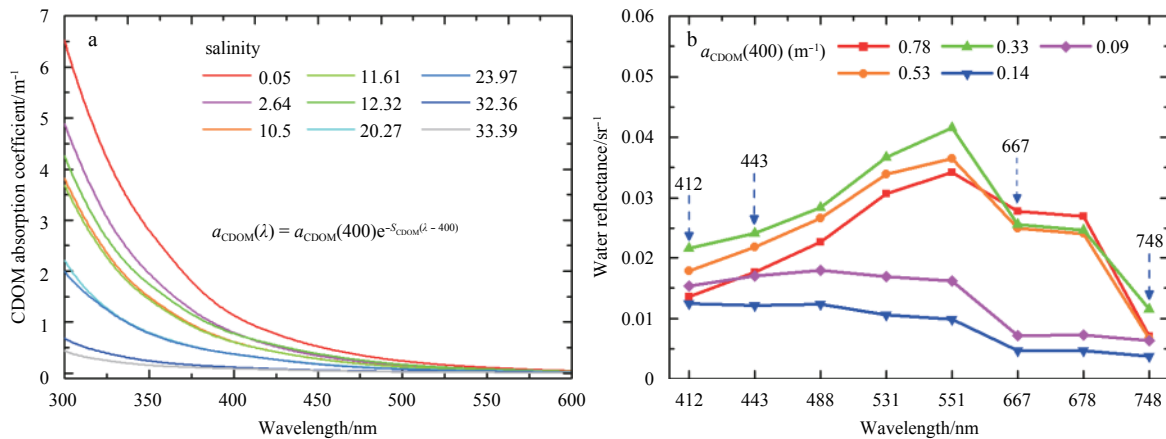 a
salinity
0.05 11.61 23.97
2.64 12.32 32.36
10.5 20.27 33.39
a_CDOM(λ) = a_CDOM(400)e^{-S_CDOM(λ − 400)}
CDOM absorption coefficient/m⁻¹
7
6
5
4
3
2
1
0
300 350 400 450 500 550 600
Wavelength/nm
b
a_CDOM(400) (m⁻¹) 0.78 0.33 0.09
0.53 0.14
412
443
667
748
Water reflectance/sr⁻¹
0.06
0.05
0.04
0.03
0.02
0.01
0
412 443 488 531 551 667 678 748
Wavelength/nm